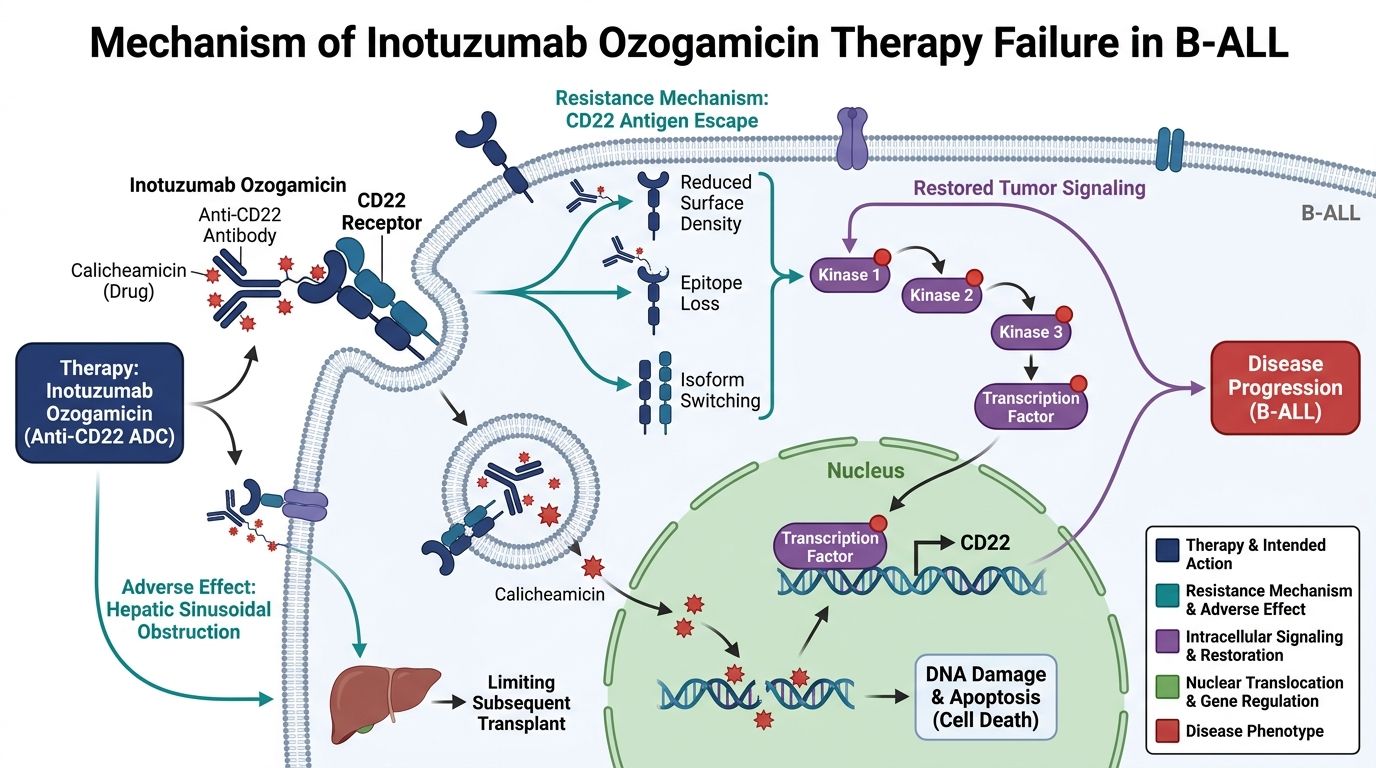 Mechanism of Inotuzumab Ozogamicin Therapy Failure in B-ALL
Resistance Mechanism:
CD22 Antigen Escape
Inotuzumab Ozogamicin
Anti-CD22
Antibody
CD22
Receptor
Calicheamicin
(Drug)
Therapy:
Inotuzumab
Ozogamicin
(Anti-CD22 ADC)
Reduced
Surface
Density
Epitope
Loss
Isoform
Switching
Restored Tumor Signaling
B-ALL
Kinase 1
Kinase 2
Kinase 3
Transcription
Factor
Disease
Progression
(B-ALL)
Nucleus
Transcription
Factor
CD22
Calicheamicin
Adverse Effect:
Hepatic Sinusoidal
Obstruction
Limiting
Subsequent
Transplant
DNA Damage
& Apoptosis
(Cell Death)
Therapy & Intended
Action
Resistance Mechanism
& Adverse Effect
Intracellular Signaling
& Restoration
Nuclear Translocation
& Gene Regulation
Disease Phenotype